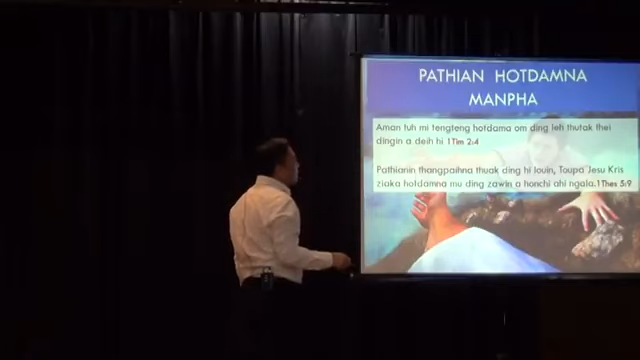 PATHIAN HOTDAMNA
MANPHA
Aman tuh mi tengteng hotdama om ding leh thutak thei
dingin a deih hi 1Tim 2:4
Pathianin thangpaihna thuak ding hi louin, Toupa Jesu Kris
ziaka hotdamna mu ding zawin a honchi ahi ngala.1Thes 5:9